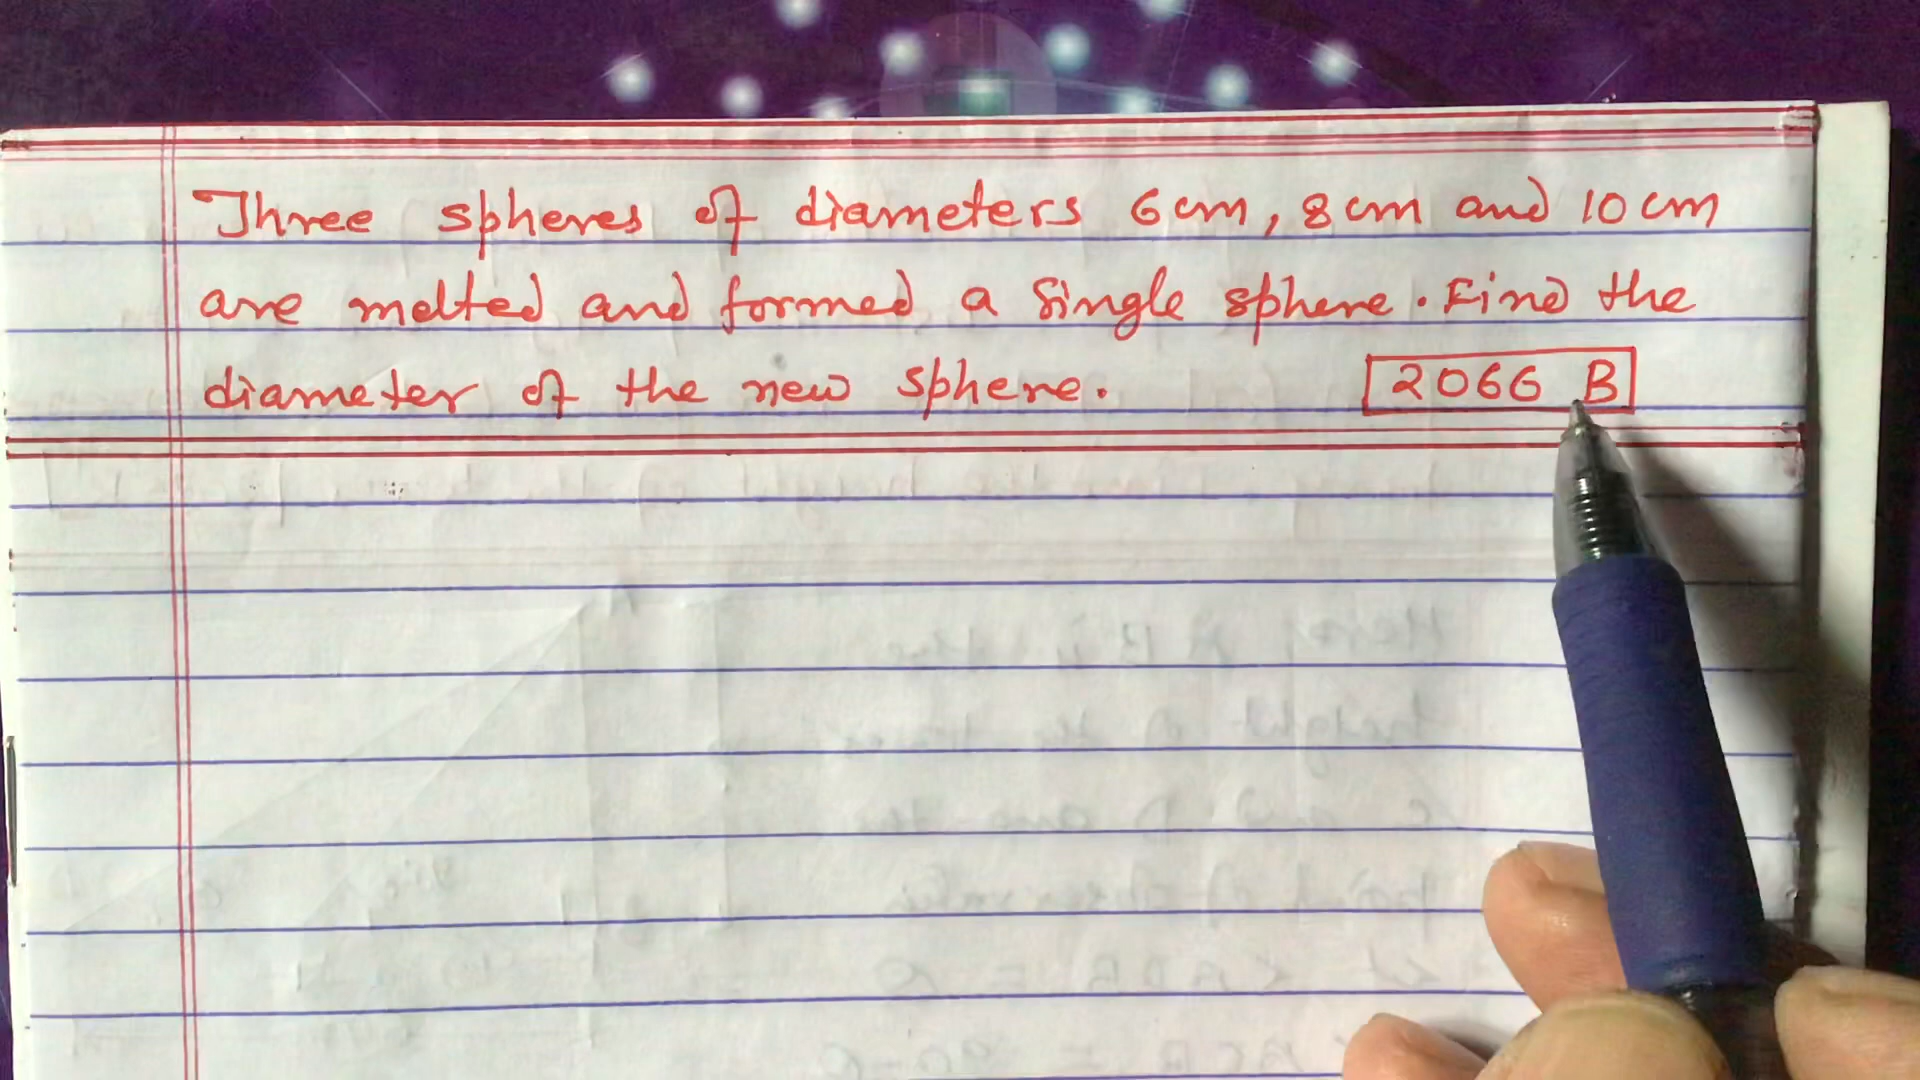 Three spheres of diameters 6cm, 8cm and 10cm
are melted and formed a single sphere. Find the
diameter of the new sphere. 2066 B